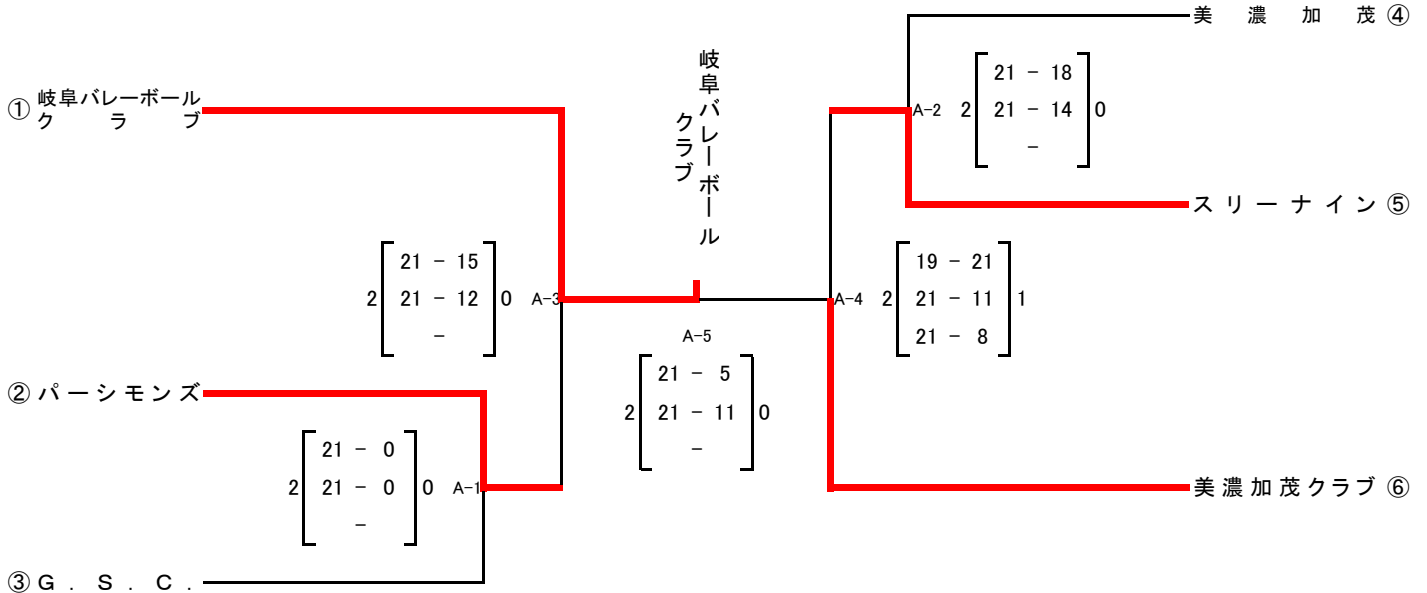 ① 岐阜バレーボール
クラブ
② パーシモンズ
③ G.S.C.
2 21 - 0 0 A-1
21 - 0
-
2 21 - 15 0 A-3
21 - 12
-
岐阜バレーボール
クラブ
A-5
2 21 - 5 0
21 - 11
-
美濃加茂 ④
A-2 2 21 - 18 0
21 - 14
-
スリーナイン ⑤
A-4 2 19 - 21 1
21 - 11
21 - 8
美濃加茂クラブ ⑥